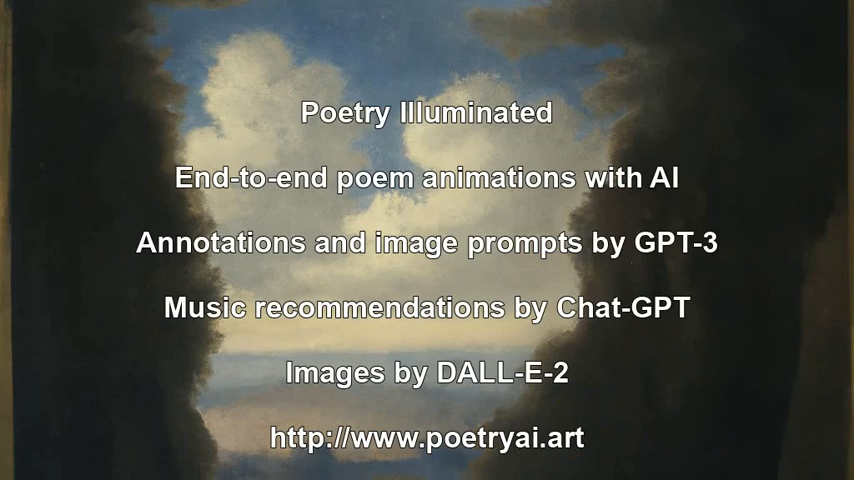 Poetry Illuminated
End-to-end poem animations with AI
Annotations and image prompts by GPT-3
Music recommendations by Chat-GPT
Images by DALL-E-2
http://www.poetryai.art